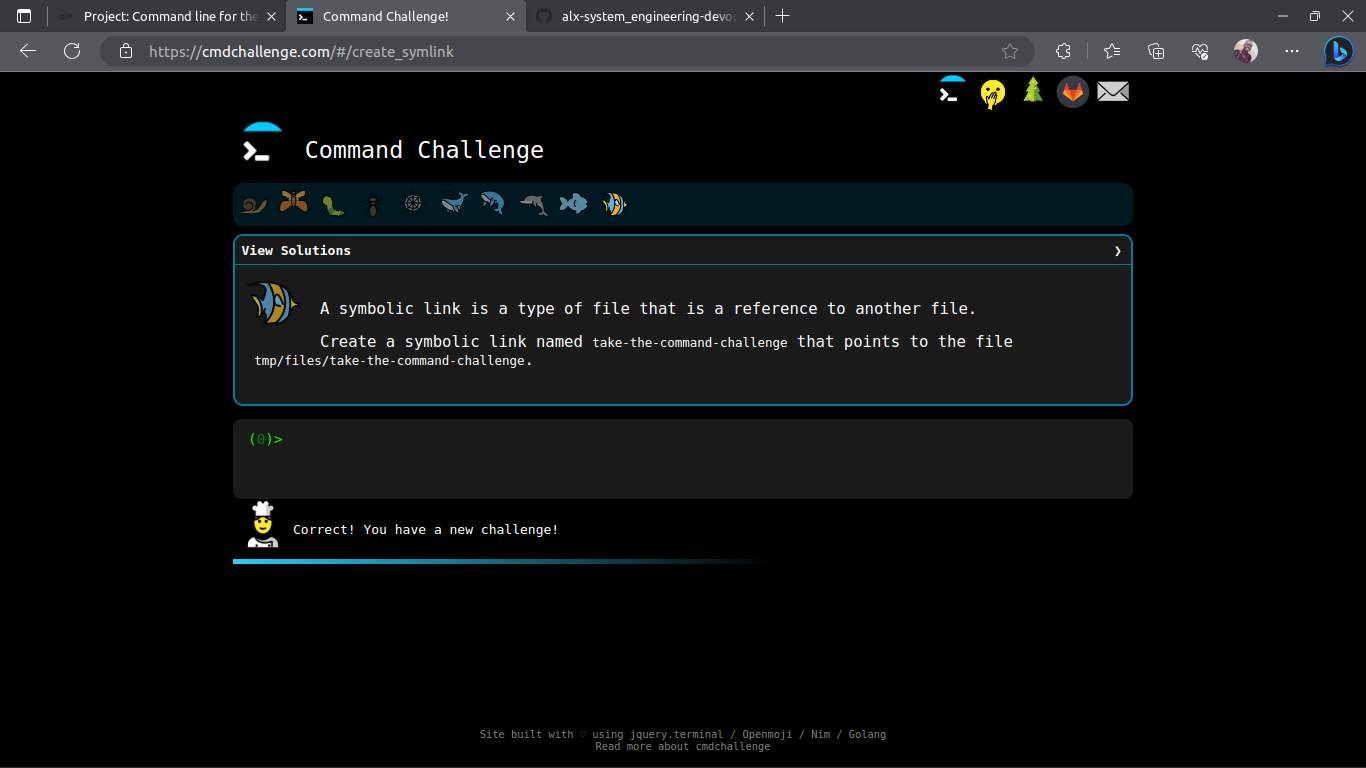 Project: Command line for the
Command Challenge!
alx-system_engineering-devop
https://cmdchallenge.com/#/create_symlink
Command Challenge
View Solutions
A symbolic link is a type of file that is a reference to another file.
Create a symbolic link named take-the-command-challenge that points to the file
tmp/files/take-the-command-challenge.
(0)>
Correct! You have a new challenge!
Site built with ♡ using jquery.terminal / Openmoji / Nim / Golang
Read more about cmdchallenge